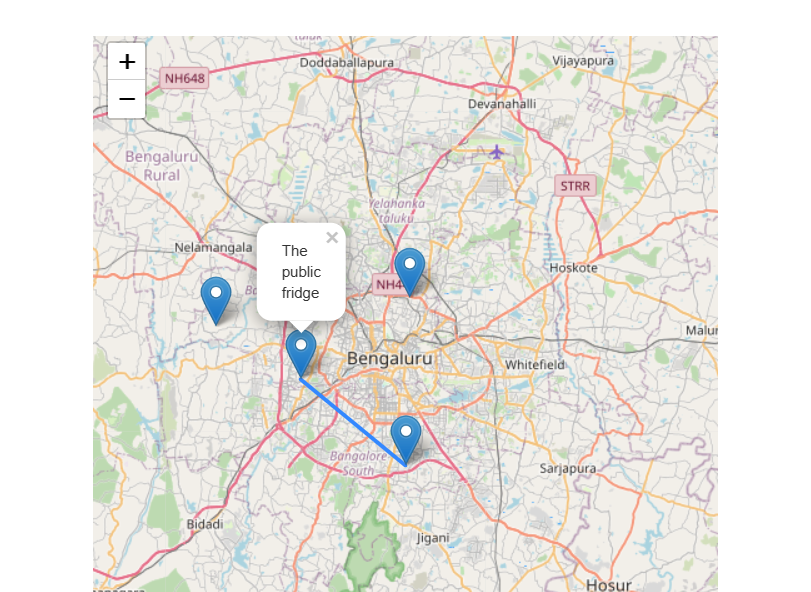 +
−
Doddaballapura
Vijayapura
NH648
Devanahalli
Bengaluru
Rural
STRR
Yelahanka
taluku
Nelamangala
×
The
public
fridge
Hoskote
NH4
Bengaluru
Whitefield
Bangalore
South
Sarjapura
Bidadi
Jigani
Hosur